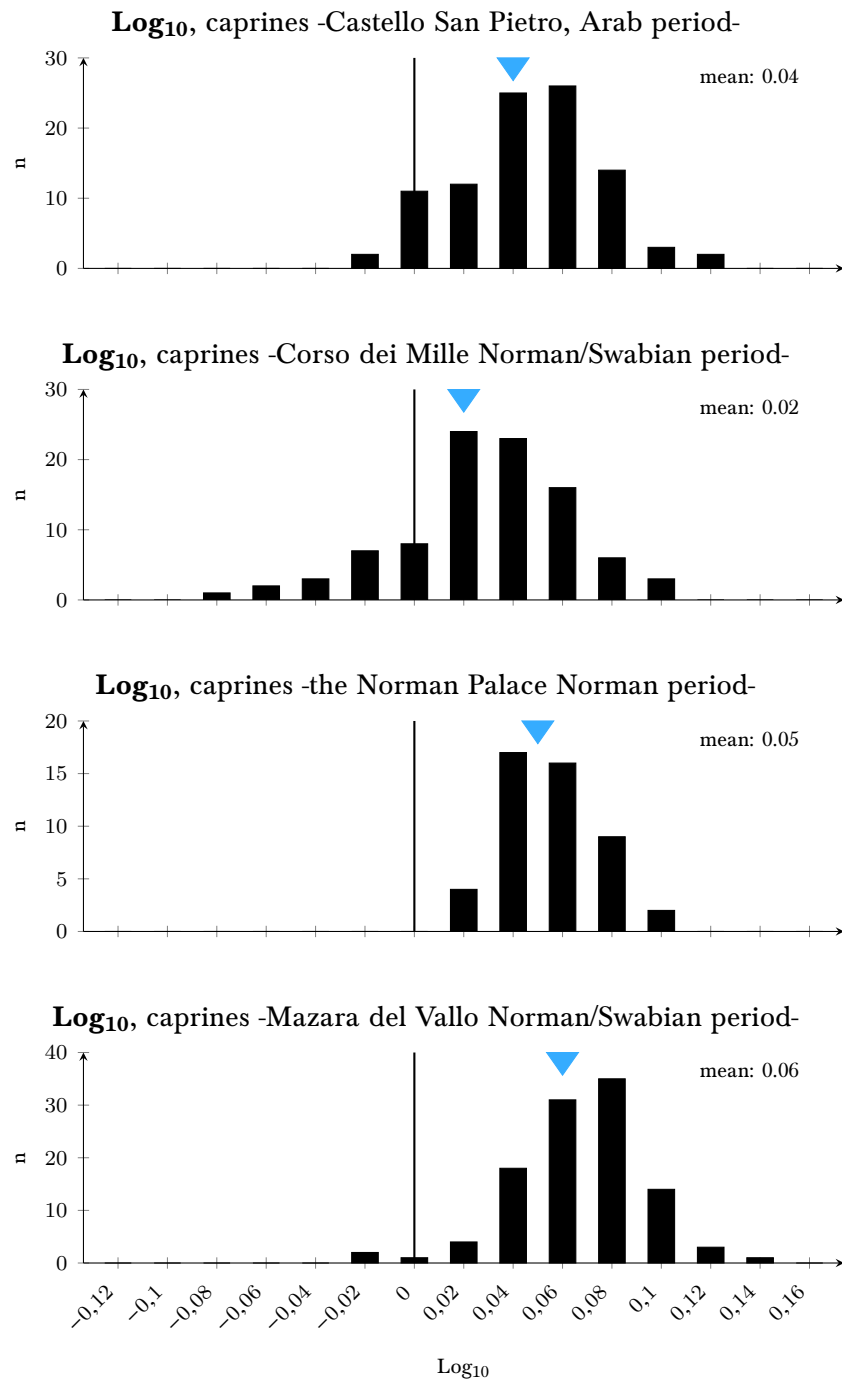 Log10, caprines -Castello San Pietro, Arab period-
30
mean: 0.04
20
n
10
0
Log10, caprines -Corso dei Mille Norman/Swabian period-
30
mean: 0.02
20
n
10
0
Log10, caprines -the Norman Palace Norman period-
20
mean: 0.05
15
n
10
5
0
Log10, caprines -Mazara del Vallo Norman/Swabian period-
40
mean: 0.06
30
n
20
10
0
−0,12 −0,1 −0,08 −0,06 −0,04 −0,02 0 0,02 0,04 0,06 0,08 0,1 0,12 0,14 0,16
Log10